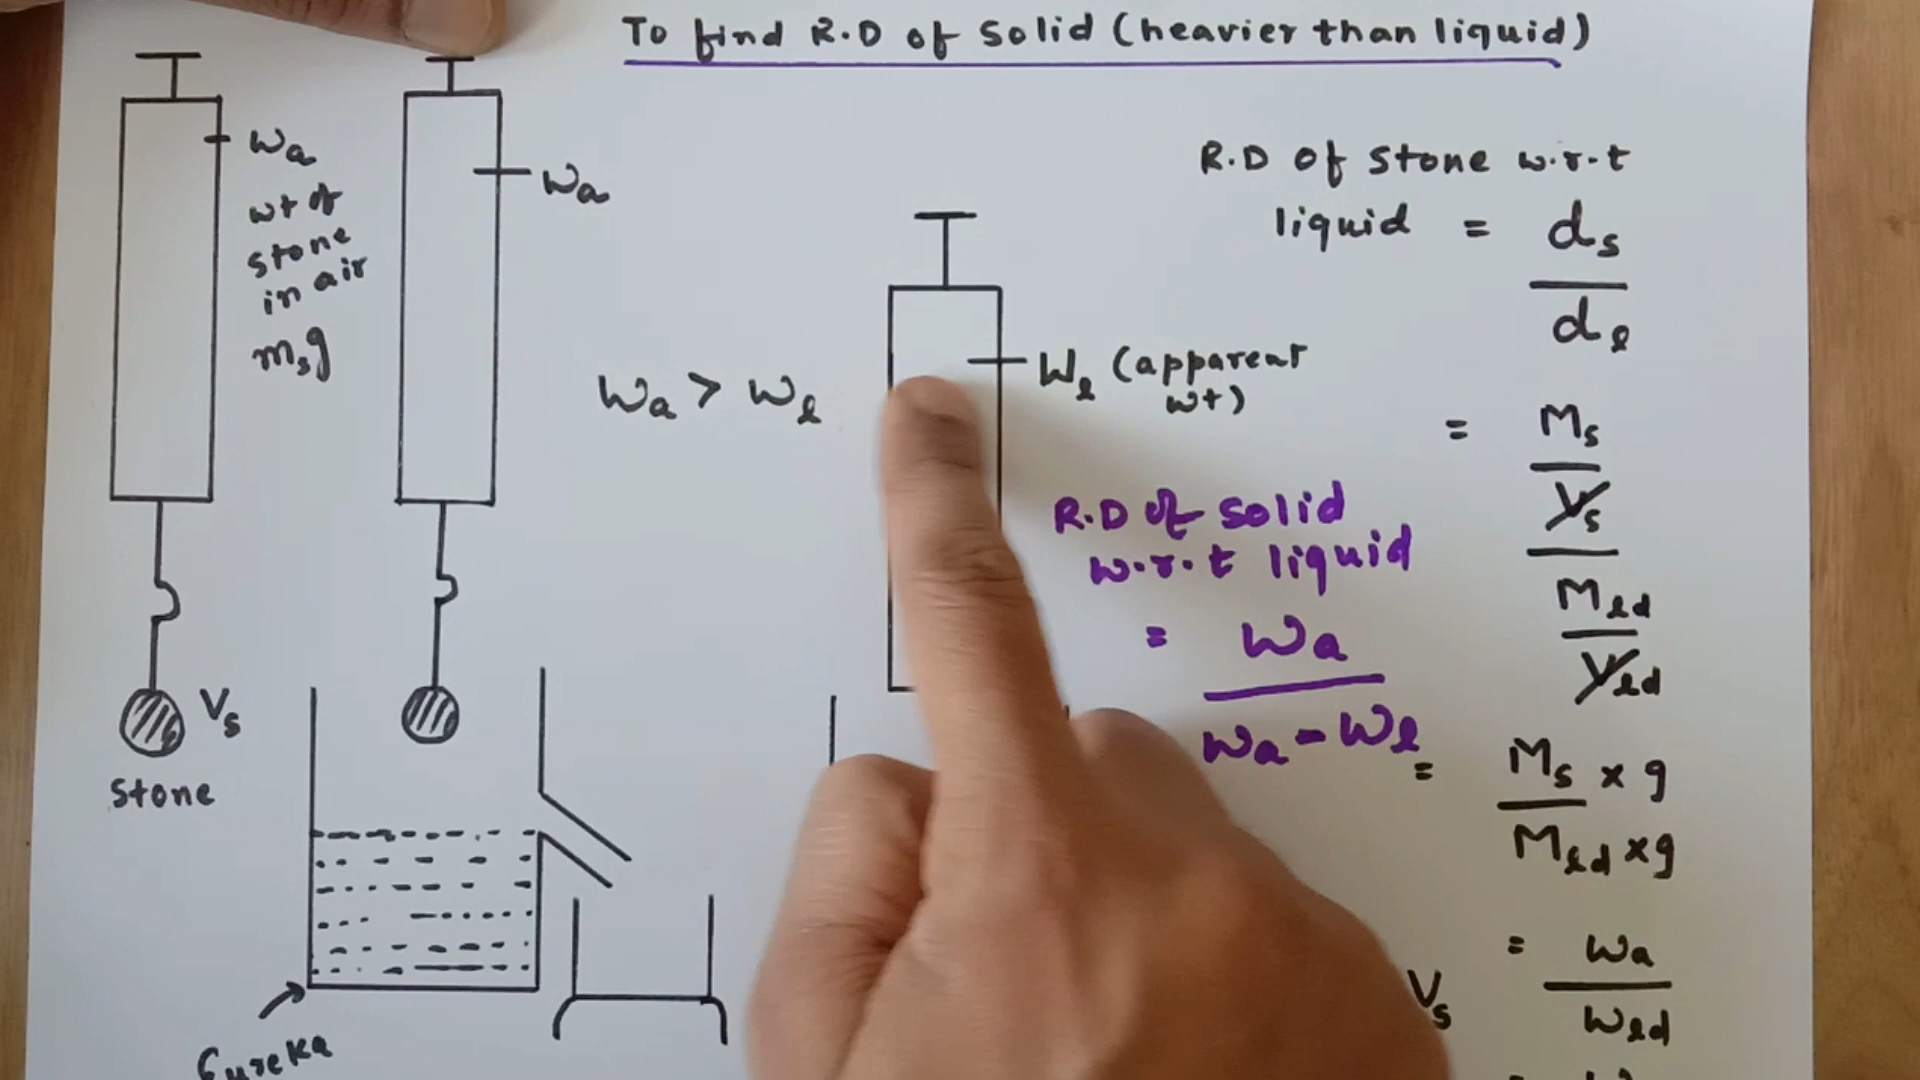 To find R.D of Solid (heavier than liquid)
Wa
wt of
stone
in air
msg
Vs
Stone
Wa
Wa > Wl
Wl (apparent
wt)
R.D of Stone w.r.t
liquid = ds
dl
= Ms
Vs
Mld
Vld
= Ms x g
Mld x g
= Wa
Wld
R.D of Solid
w.r.t liquid
= Wa
Wa - Wl
Vs
Eureka